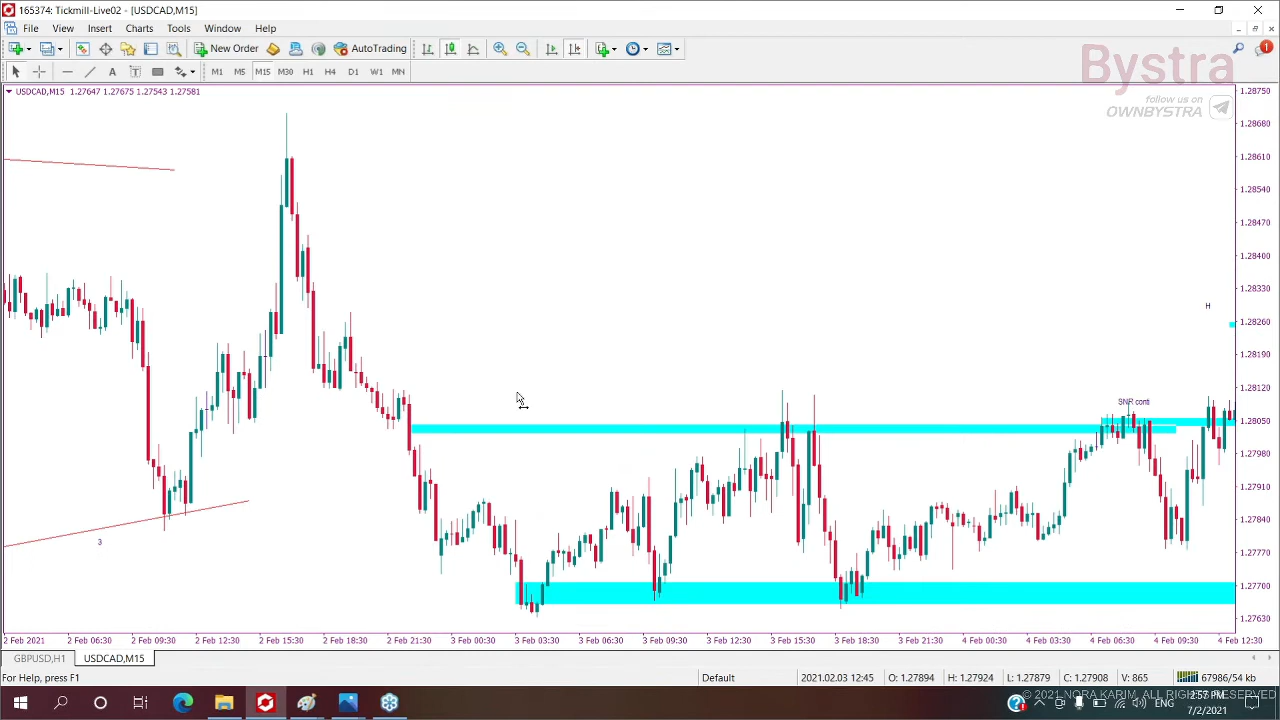 165374: Tickmill-Live02 - [USDCAD,M15]
File View Insert Charts Tools Window Help
New Order AutoTrading
1
M1 M5 M15 M30 H1 H4 D1 W1 MN
Bystra
follow us on
OWNBYSTRA
USDCAD,M15 1.27647 1.27675 1.27543 1.27581
1.28750
1.28680
1.28610
1.28540
1.28470
1.28400
1.28330
1.28260
1.28190
1.28120
1.28050
1.27980
1.27910
1.27840
1.27770
1.27700
1.27630
H
SNR conti
3
2 Feb 2021 2 Feb 06:30 2 Feb 09:30 2 Feb 12:30 2 Feb 15:30 2 Feb 18:30 2 Feb 21:30 3 Feb 00:30 3 Feb 03:30 3 Feb 06:30 3 Feb 09:30 3 Feb 12:30 3 Feb 15:30 3 Feb 18:30 3 Feb 21:30 4 Feb 00:30 4 Feb 03:30 4 Feb 06:30 4 Feb 09:30 4 Feb 12:30
GBPUSD,H1 USDCAD,M15
For Help, press F1 Default 2021.02.03 12:45 O: 1.27894 H: 1.27924 L: 1.27879 C: 1.27908 V: 865 67986/54 kb
ENG 2:57 PM
© 2021 NORA KARIM, ALL RIGHTS RESERVED
7/2/2021